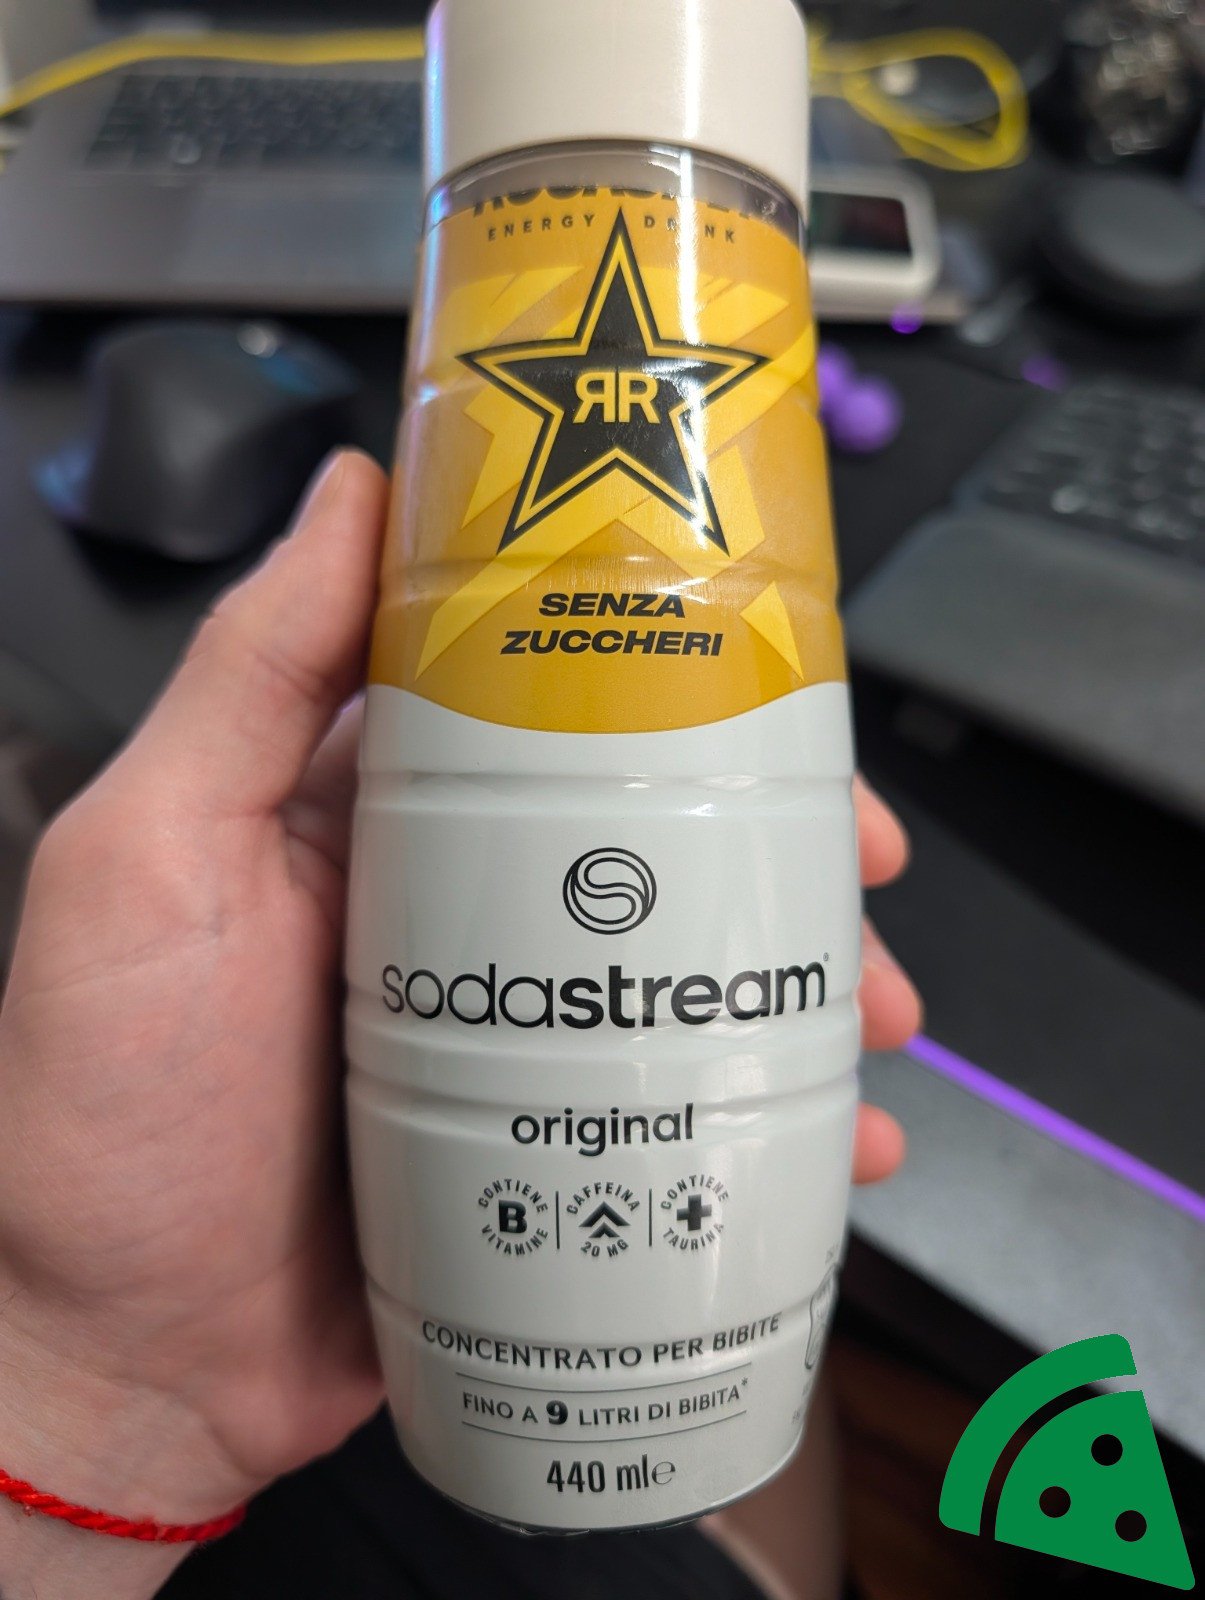 ENERGY DRINK
RR
SENZA
ZUCCHERI
sodastream®
original
CONTIENE B VITAMINE
CAFFEINA 20 MG
CONTIENE + TAURINA
CONCENTRATO PER BIBITE
FINO A 9 LITRI DI BIBITA*
440 ml℮